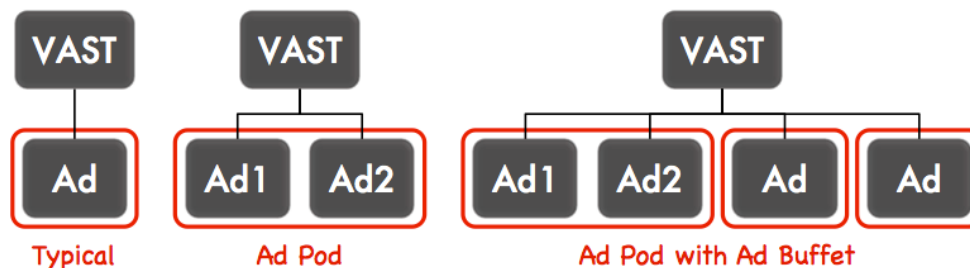 VAST VAST VAST
Ad Ad1 Ad2 Ad1 Ad2 Ad Ad
Typical Ad Pod Ad Pod with Ad Buffet